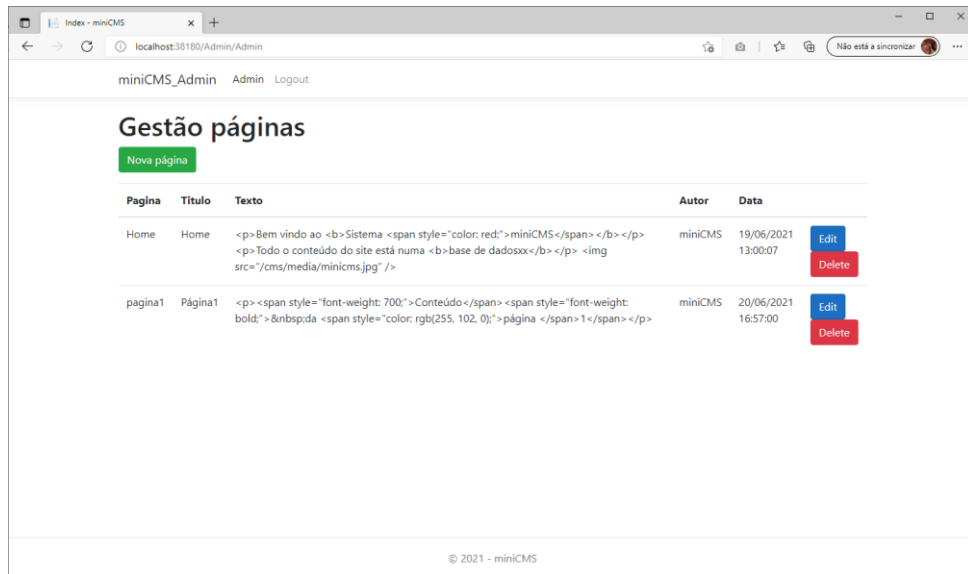 Index - miniCMS
localhost:38180/Admin/Admin
Não está a sincronizar
miniCMS_Admin Admin Logout
Gestão páginas
Nova página
Pagina Titulo Texto Autor Data
Home Home <p>Bem vindo ao <b>Sistema <span style="color: red;">miniCMS</span></b></p> miniCMS 19/06/2021 Edit
<p>Todo o conteúdo do site está numa <b>base de dadosxx</b></p> <img 13:00:07
src="/cms/media/minicms.jpg" /> Delete
pagina1 Página1 <p><span style="font-weight: 700;">Conteúdo</span><span style="font-weight: miniCMS 20/06/2021 Edit
bold;">&nbsp;da <span style="color: rgb(255, 102, 0);">página </span>1</span></p> 16:57:00
Delete
© 2021 - miniCMS